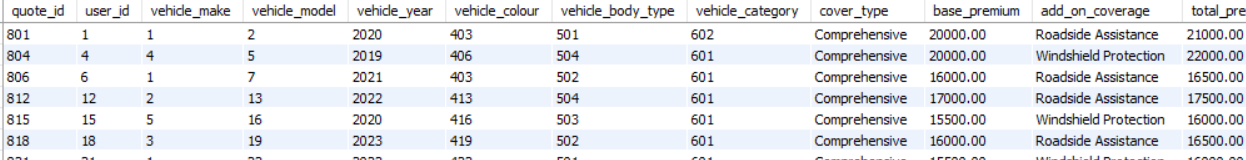 quote_id user_id vehicle_make vehicle_model vehicle_year vehicle_colour vehicle_body_type vehicle_category cover_type base_premium add_on_coverage total_pre
801 1 1 2 2020 403 501 602 Comprehensive 20000.00 Roadside Assistance 21000.00
804 4 4 5 2019 406 504 601 Comprehensive 20000.00 Windshield Protection 22000.00
806 6 1 7 2021 403 502 601 Comprehensive 16000.00 Roadside Assistance 16500.00
812 12 2 13 2022 413 504 601 Comprehensive 17000.00 Roadside Assistance 17500.00
815 15 5 16 2020 416 503 601 Comprehensive 15500.00 Windshield Protection 16000.00
818 18 3 19 2023 419 502 601 Comprehensive 16000.00 Roadside Assistance 16500.00